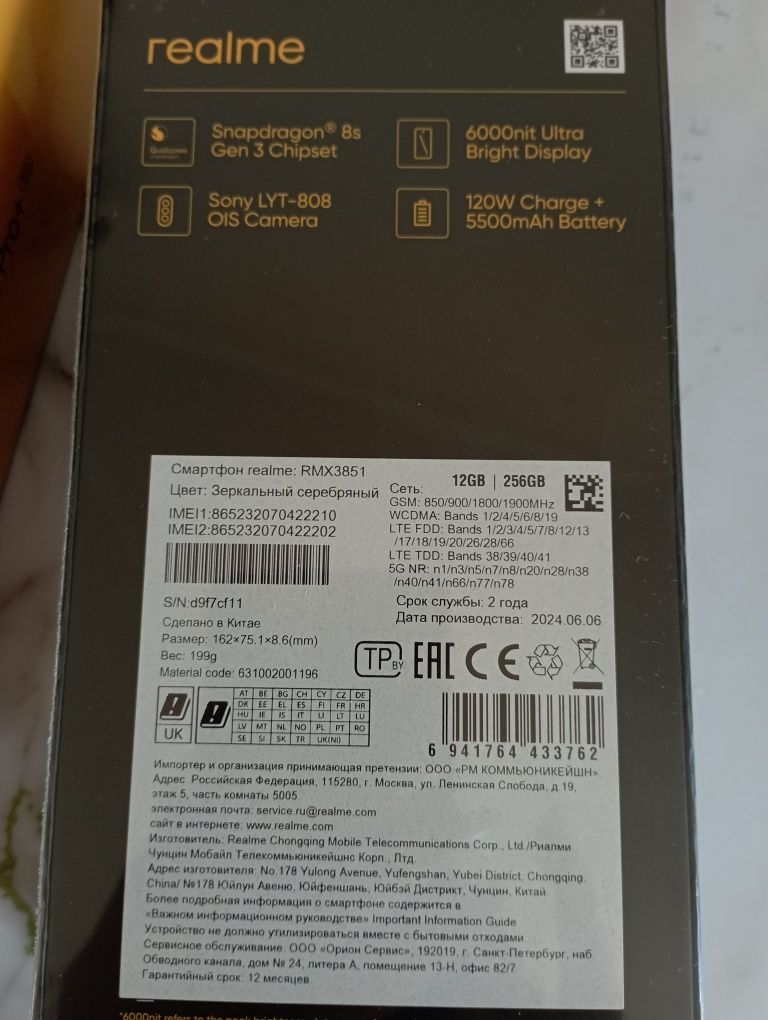 realme
Snapdragon® 8s
Gen 3 Chipset
6000nit Ultra
Bright Display
Sony LYT-808
OIS Camera
120W Charge +
5500mAh Battery
Смартфон realme: RMX3851
Цвет: Зеркальный серебряный
IMEI1:865232070422210
IMEI2:865232070422202
S/N:d9f7cf11
Сделано в Китае
Размер: 162×75.1×8.6(mm)
Вес: 199g
Material code: 631002001196
12GB | 256GB
Сеть:
GSM: 850/900/1800/1900MHz
WCDMA: Bands 1/2/4/5/6/8/19
LTE FDD: Bands 1/2/3/4/5/7/8/12/13
/17/18/19/20/26/28/66
LTE TDD: Bands 38/39/40/41
5G NR: n1/n3/n5/n7/n8/n20/n28/n38
/n40/n41/n66/n77/n78
Срок службы: 2 года
Дата производства: 2024.06.06
TP BY EAC CE
UK
AT BE BG CH CY CZ DE
DK EE EL ES FI FR HR
HU IE IS IT LI LT LU
LV MT NL NO PL PT RO
SE SI SK TR UK(NI)
6 941764 433762
Импортер и организация принимающая претензии: ООО «РМ КОММЬЮНИКЕЙШН»
Адрес: Российская Федерация, 115280, г. Москва, ул. Ленинская Слобода, д.19,
этаж 5, часть комнаты 5005
электронная почта: service.ru@realme.com
сайт в интернете: www.realme.com
Изготовитель: Realme Chongqing Mobile Telecommunications Corp., Ltd./Риалми
Чунцин Мобайл Телекоммьюникейшнс Корп., Лтд.
Адрес изготовителя: No.178 Yulong Avenue, Yufengshan, Yubei District, Chongqing,
China/ №178 Юйлун Авеню, Юйфеншань, Юйбэй Дистрикт, Чунцин, Китай
Более подробная информация о смартфоне содержится в
«Важном информационном руководстве» Important Information Guide
Устройство не должно утилизироваться вместе с бытовыми отходами.
Сервисное обслуживание: ООО «Орион Сервис», 192019, г. Санкт-Петербург, наб.
Обводного канала, дом № 24, литера А, помещение 13-Н, офис 82/7
Гарантийный срок: 12 месяцев